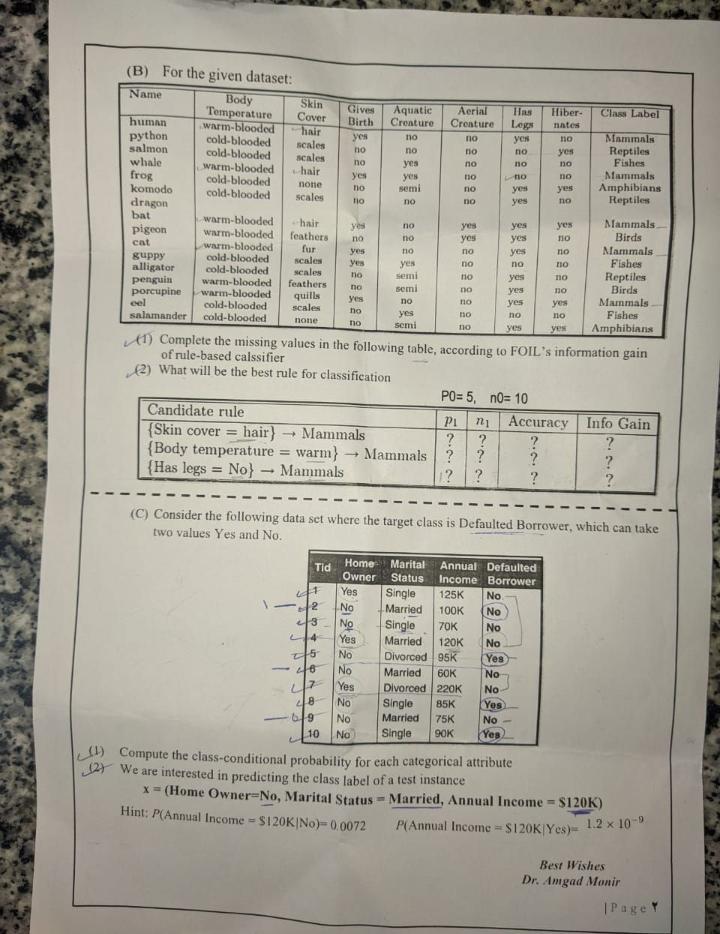 (B) For the given dataset:
Name Body Temperature Skin Cover Gives Birth Aquatic Creature Aerial Creature Has Legs Hiber-nates Class Label
human warm-blooded hair yes no no yes no Mammals
python cold-blooded scales no no no no yes Reptiles
salmon cold-blooded scales no yes no no no Fishes
whale warm-blooded hair yes yes no no no Mammals
frog cold-blooded none no semi no yes yes Amphibians
komodo dragon cold-blooded scales no no no yes no Reptiles
bat warm-blooded hair yes no yes yes yes Mammals
pigeon warm-blooded feathers no no yes yes no Birds
cat warm-blooded fur yes no no yes no Mammals
guppy cold-blooded scales yes yes no no no Fishes
alligator cold-blooded scales no semi no yes no Reptiles
penguin warm-blooded feathers no semi no yes no Birds
porcupine warm-blooded quills yes no no yes yes Mammals
eel cold-blooded scales no yes no no no Fishes
salamander cold-blooded none no semi no yes yes Amphibians
(1) Complete the missing values in the following table, according to FOIL's information gain
of rule-based calssifier
(2) What will be the best rule for classification
P0= 5, n0= 10
Candidate rule p1 n1 Accuracy Info Gain
{Skin cover = hair} → Mammals ? ? ? ?
{Body temperature = warm} → Mammals ? ? ? ?
{Has legs = No} → Mammals ? ? ? ?
(C) Consider the following data set where the target class is Defaulted Borrower, which can take
two values Yes and No.
Tid Home Owner Marital Status Annual Income Defaulted Borrower
1 Yes Single 125K No
2 No Married 100K No
3 No Single 70K No
4 Yes Married 120K No
5 No Divorced 95K Yes
6 No Married 60K No
7 Yes Divorced 220K No
8 No Single 85K Yes
9 No Married 75K No
10 No Single 90K Yes
(1) Compute the class-conditional probability for each categorical attribute
(2) We are interested in predicting the class label of a test instance
x = (Home Owner=No, Marital Status = Married, Annual Income = $120K)
Hint: P(Annual Income = $120K|No)= 0.0072 P(Annual Income = $120K|Yes)= 1.2 × 10⁻⁹
Best Wishes
Dr. Amgad Monir
| Page ٢